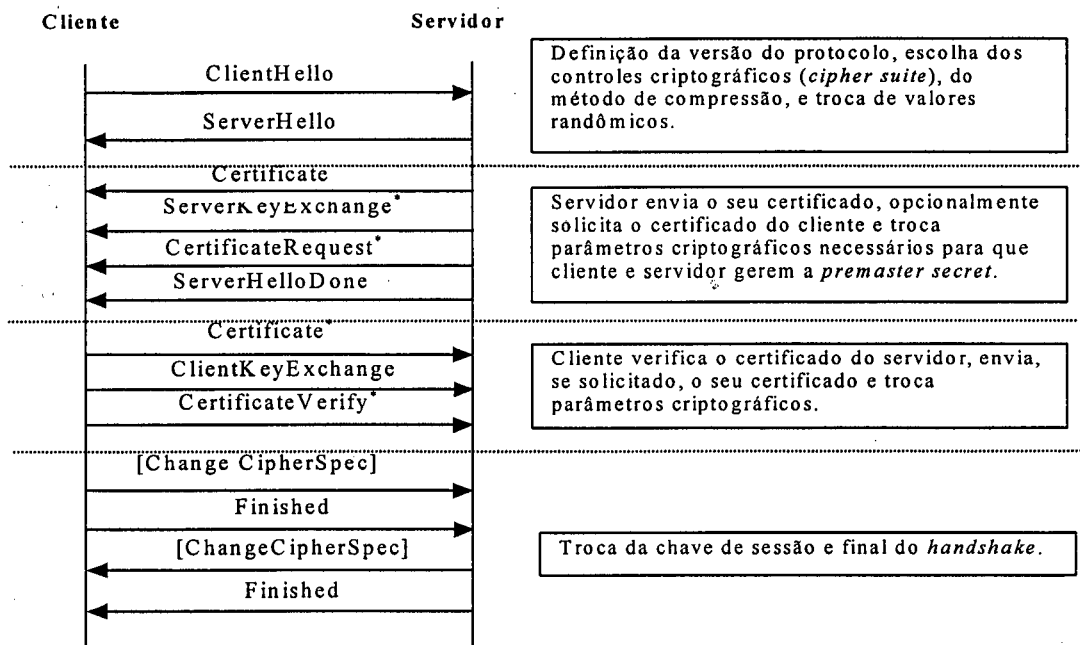 Cliente
Servidor
ClientHello
ServerHello
Definição da versão do protocolo, escolha dos
controles criptográficos (cipher suite), do
método de compressão, e troca de valores
randômicos.
Certificate
ServerKeyExchange*
CertificateRequest*
ServerHelloDone
Servidor envia o seu certificado, opcionalmente
solicita o certificado do cliente e troca
parâmetros criptográficos necessários para que
cliente e servidor gerem a premaster secret.
Certificate*
ClientKeyExchange
CertificateVerify*
Cliente verifica o certificado do servidor, envia,
se solicitado, o seu certificado e troca
parâmetros criptográficos.
[Change CipherSpec]
Finished
[ChangeCipherSpec]
Finished
Troca da chave de sessão e final do handshake.